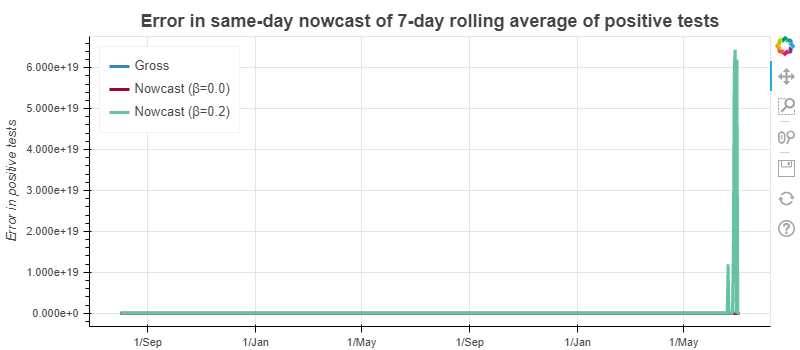 Error in same-day nowcast of 7-day rolling average of positive tests
Gross
Nowcast (β=0.0)
Nowcast (β=0.2)
Error in positive tests
6.000e+19
5.000e+19
4.000e+19
3.000e+19
2.000e+19
1.000e+19
0.000e+0
1/Sep
1/Jan
1/May
1/Sep
1/Jan
1/May